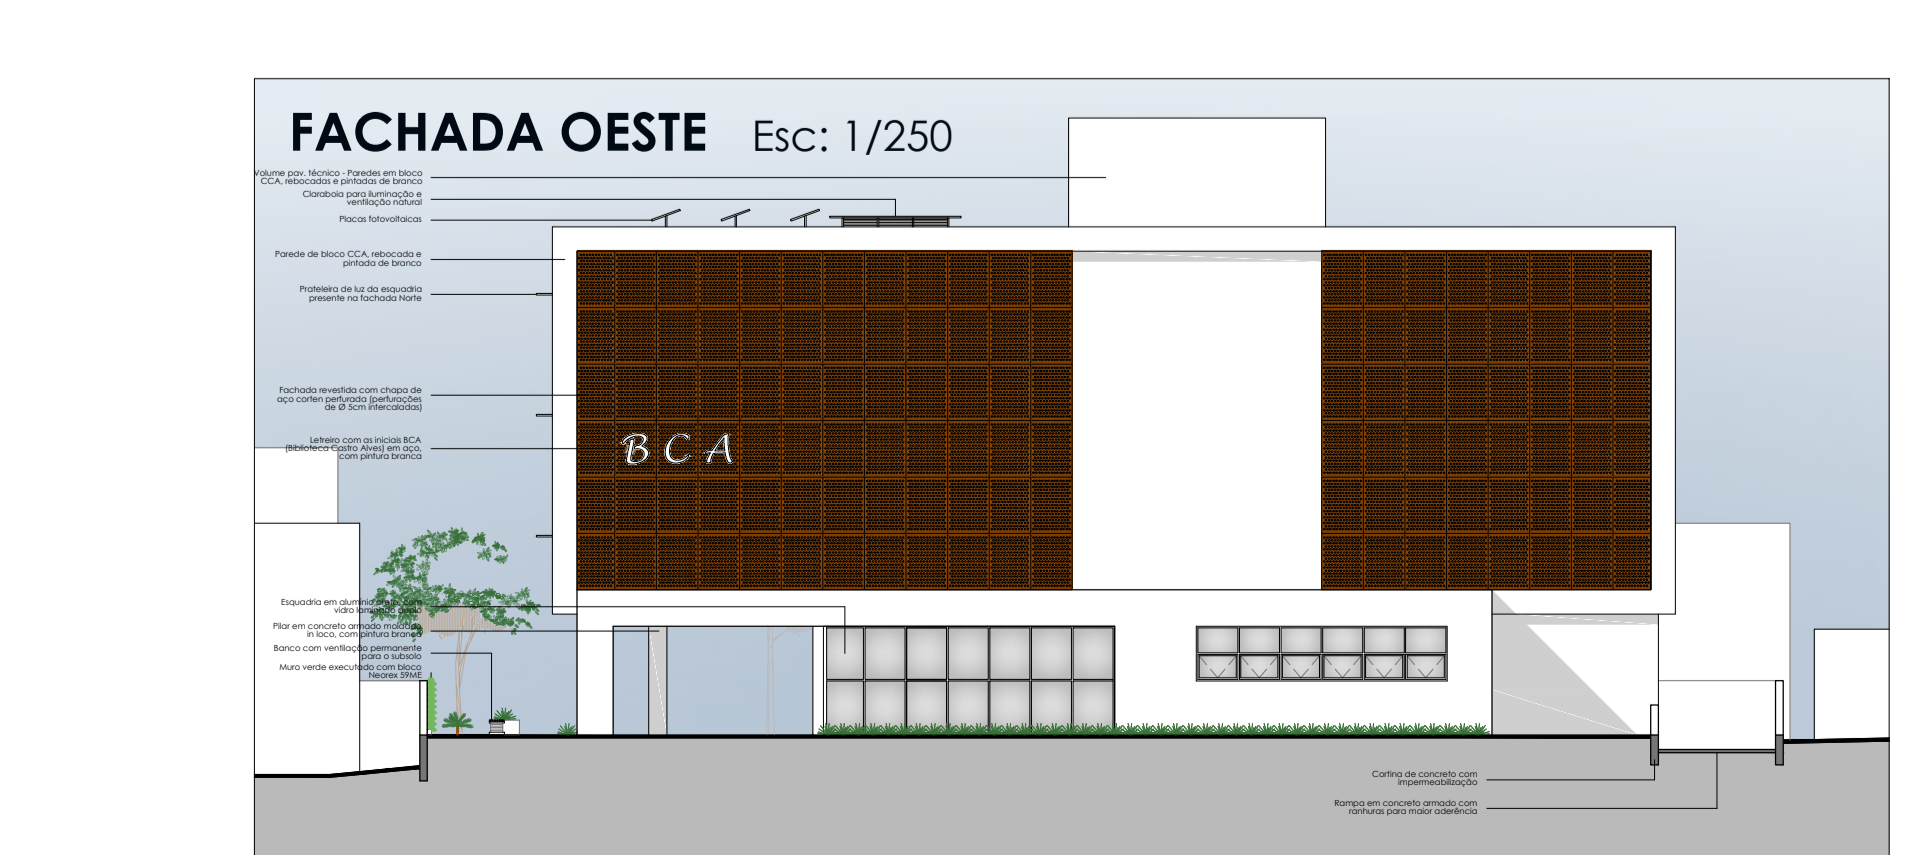 FACHADA OESTE Esc: 1/250
Volume pav. técnico - Paredes em bloco
CCA, rebocadas e pintadas de branco
Claraboia para iluminação e
ventilação natural
Placas fotovoltaicas
Parede de bloco CCA, rebocada e
pintada de branco
Prateleira de luz da esquadria
presente na fachada Norte
Fachada revestida com chapa de
aço corten perfurada (perfurações
de Ø 5cm intercaladas)
Letreiro com as iniciais BCA
(Biblioteca Castro Alves) em aço,
com pintura branca
B C A
Esquadria em alumínio preto, com
vidro laminado duplo
Pilar em concreto armado moldado
in loco, com pintura branca
Banco com ventilação permanente
para o subsolo
Muro verde executado com bloco
Neorex 59ME
Cortina de concreto com
impermeabilização
Rampa em concreto armado com
ranhuras para maior aderência